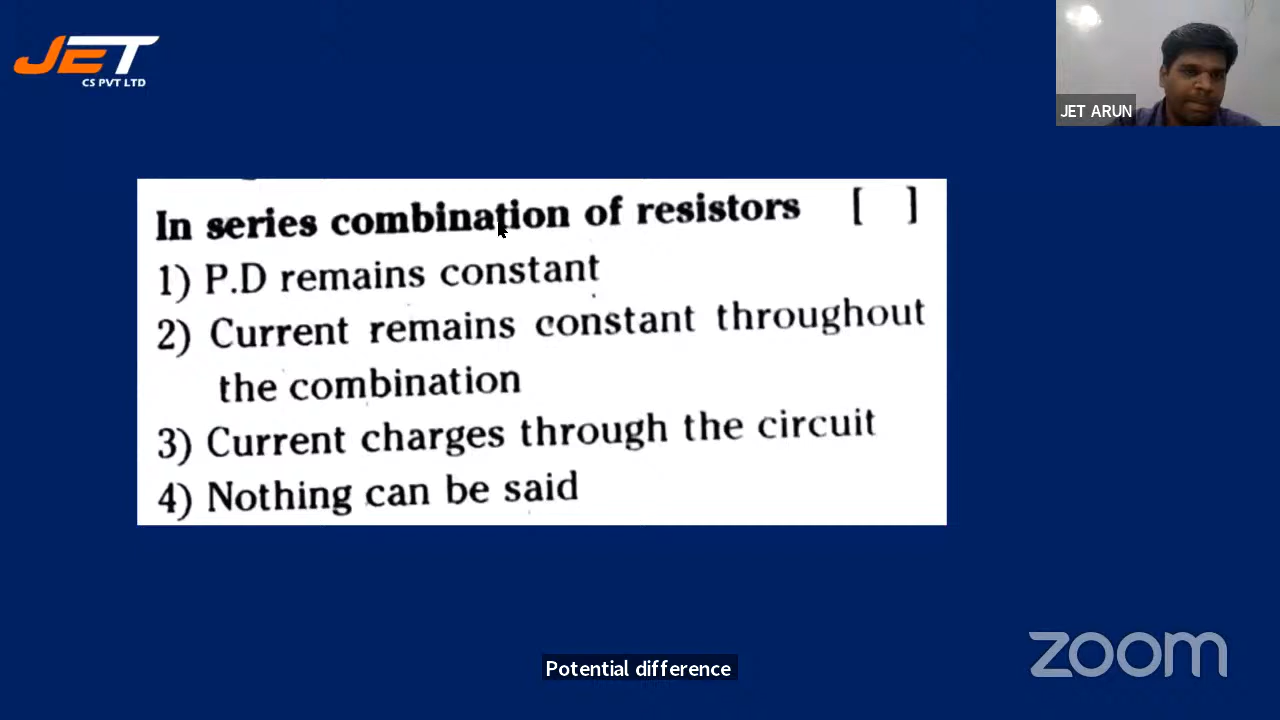 JET
CS PVT LTD
JET ARUN
In series combination of resistors [ ]
1) P.D remains constant
2) Current remains constant throughout
the combination
3) Current charges through the circuit
4) Nothing can be said
Potential difference
zoom